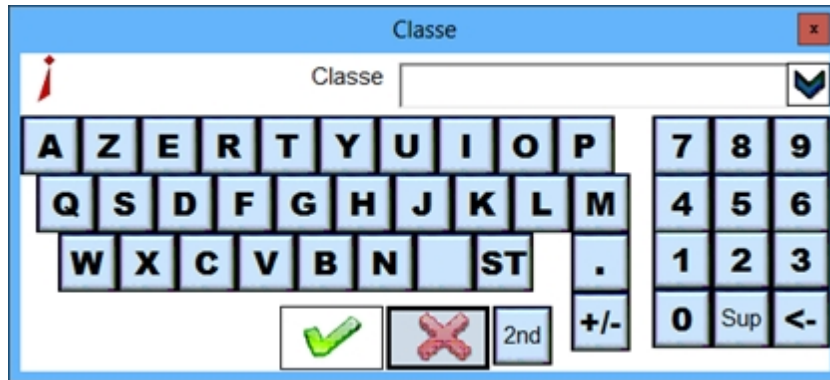 Classe
x
Classe
A Z E R T Y U I O P 7 8 9
Q S D F G H J K L M 4 5 6
W X C V B N ST . 1 2 3
2nd +/- 0 Sup <-